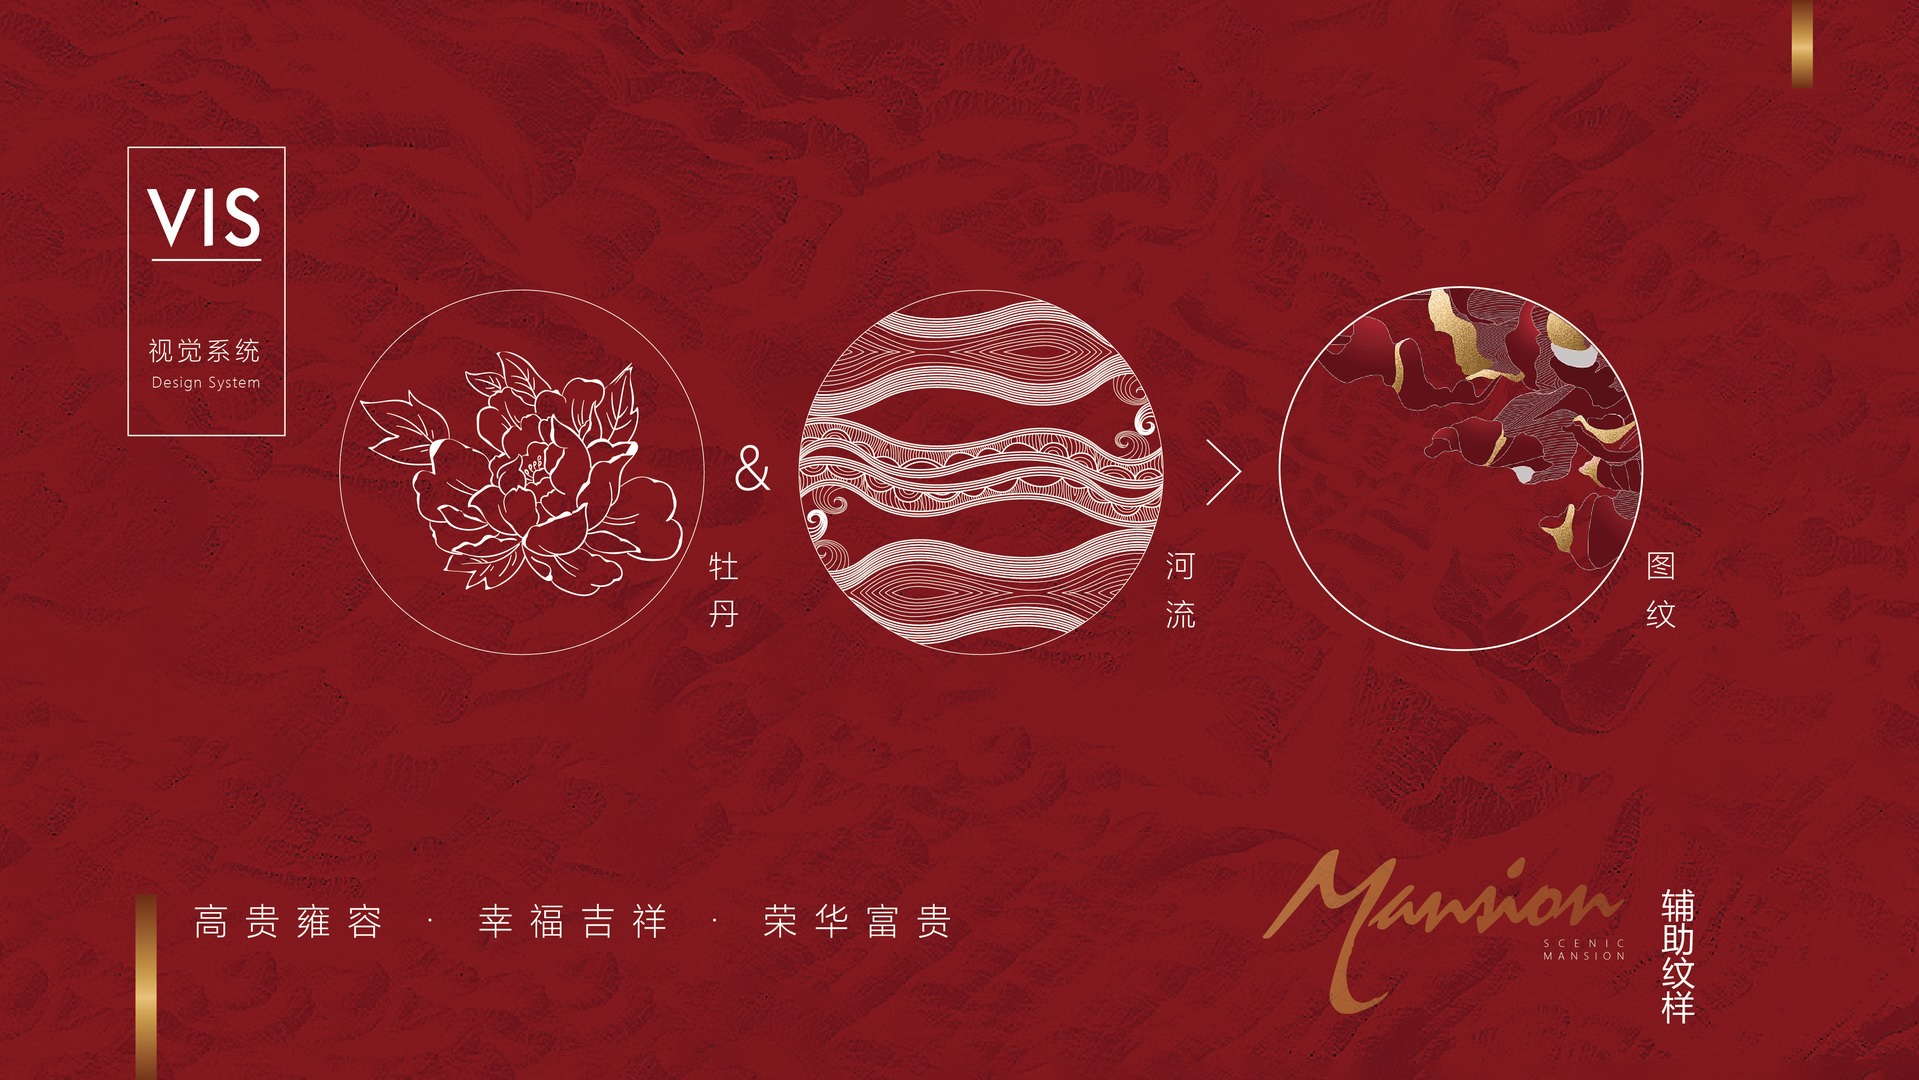 VIS
视觉系统
Design System
&
牡丹
河流
图纹
高贵雍容 · 幸福吉祥 · 荣华富贵
Mansion
SCENIC
MANSION
辅助纹样